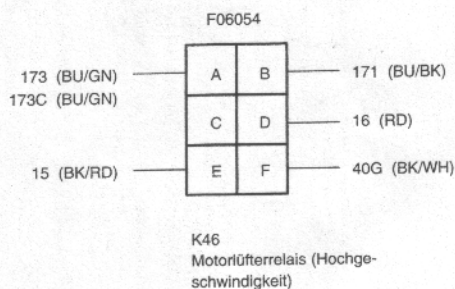 F06054
173 (BU/GN)
173C (BU/GN)
A B
171 (BU/BK)
C D
16 (RD)
15 (BK/RD)
E F
40G (BK/WH)
K46
Motorlüfterrelais (Hochge-
schwindigkeit)